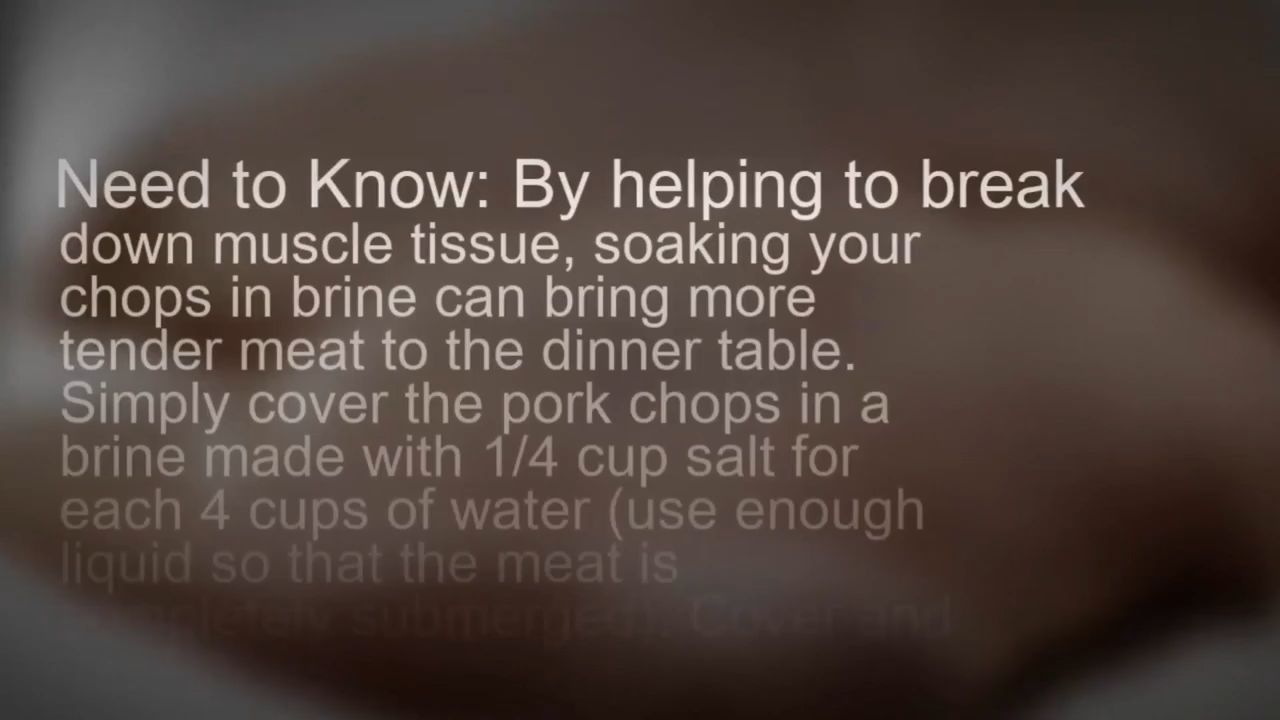 Need to Know: By helping to break
down muscle tissue, soaking your
chops in brine can bring more
tender meat to the dinner table.
Simply cover the pork chops in a
brine made with 1/4 cup salt for
each 4 cups of water (use enough
liquid so that the meat is
completely submerged). Cover and